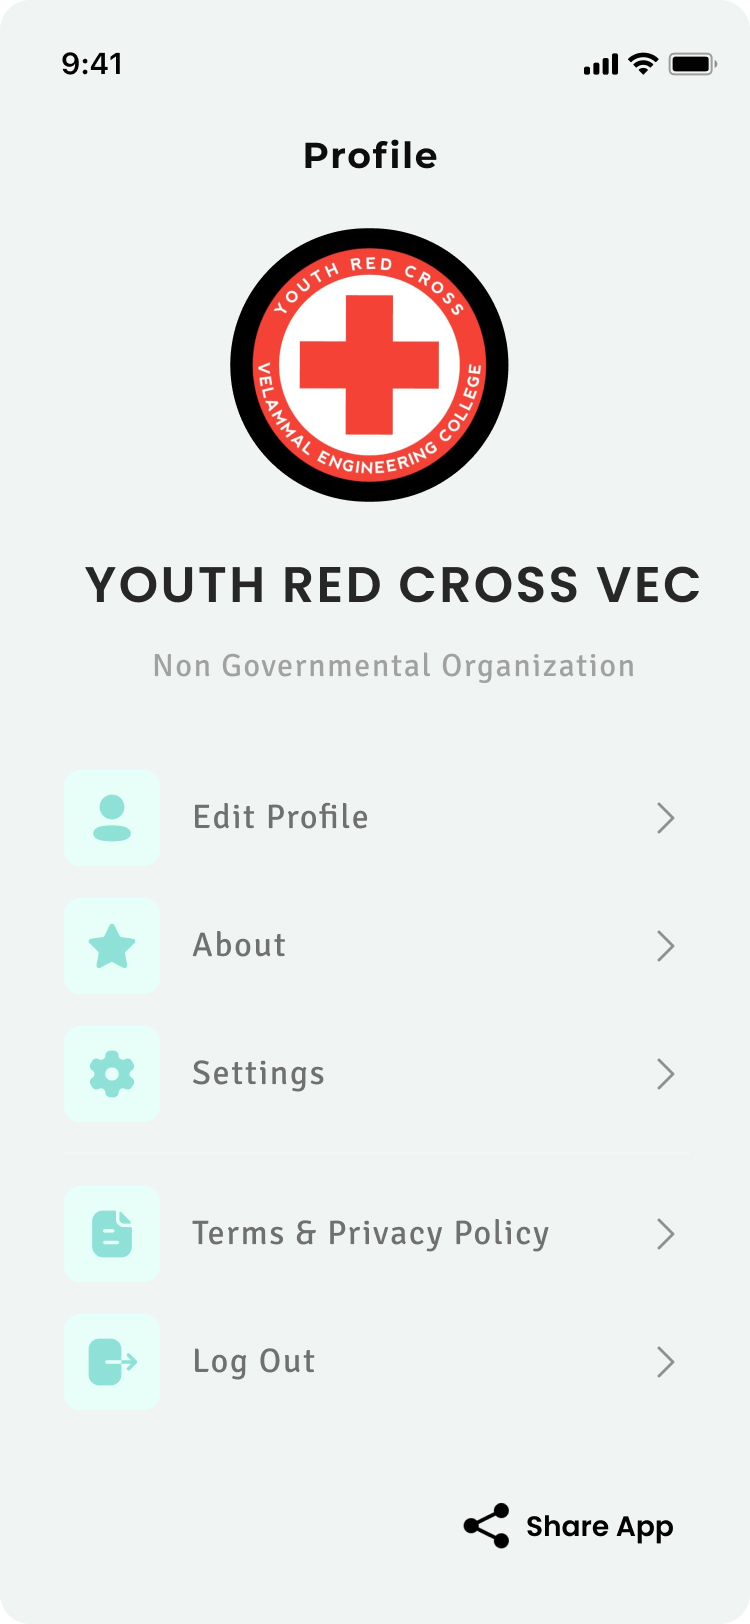 9:41
Profile
YOUTH RED CROSS
VELAMMAL ENGINEERING COLLEGE
YOUTH RED CROSS VEC
Non Governmental Organization
Edit Profile
About
Settings
Terms & Privacy Policy
Log Out
Share App